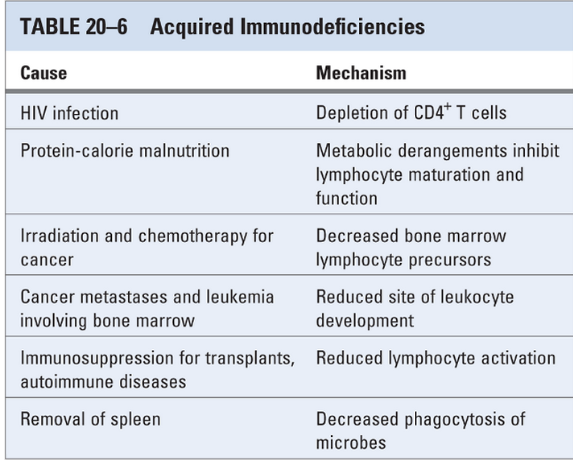 TABLE 20–6 Acquired Immunodeficiencies
Cause Mechanism
HIV infection Depletion of CD4⁺ T cells
Protein-calorie malnutrition Metabolic derangements inhibit
lymphocyte maturation and
function
Irradiation and chemotherapy for Decreased bone marrow
cancer lymphocyte precursors
Cancer metastases and leukemia Reduced site of leukocyte
involving bone marrow development
Immunosuppression for transplants, Reduced lymphocyte activation
autoimmune diseases
Removal of spleen Decreased phagocytosis of
microbes